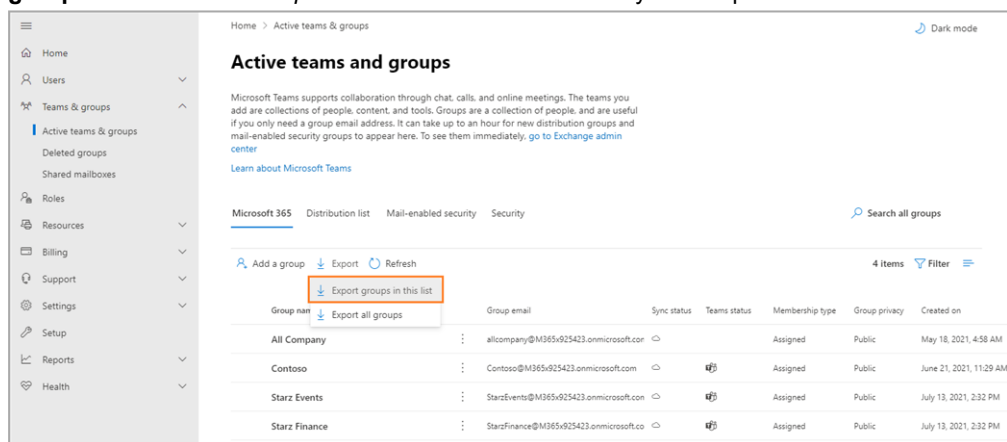 Home > Active teams & groups
Dark mode
Home
Users
Teams & groups
Active teams & groups
Deleted groups
Shared mailboxes
Roles
Resources
Billing
Support
Settings
Setup
Reports
Health
Active teams and groups
Microsoft Teams supports collaboration through chat, calls, and online meetings. The teams you
add are collections of people, content, and tools. Groups are a collection of people, and are useful
if you only need a group email address. It can take up to an hour for new distribution groups and
mail-enabled security groups to appear here. To see them immediately, go to Exchange admin
center
Learn about Microsoft Teams
Microsoft 365 Distribution list Mail-enabled security Security
Search all groups
Add a group Export Refresh
4 items Filter
Export groups in this list
Export all groups
Group nam Group email Sync status Teams status Membership type Group privacy Created on
All Company allcompany@M365x925423.onmicrosoft.cor Assigned Public May 18, 2021, 4:58 AM
Contoso Contoso@M365x925423.onmicrosoft.com Assigned Public June 21, 2021, 11:29 AM
Starz Events StarzEvents@M365x925423.onmicrosoft.con Assigned Public July 13, 2021, 2:32 PM
Starz Finance StarzFinance@M365x925423.onmicrosoft.co Assigned Public July 13, 2021, 2:32 PM